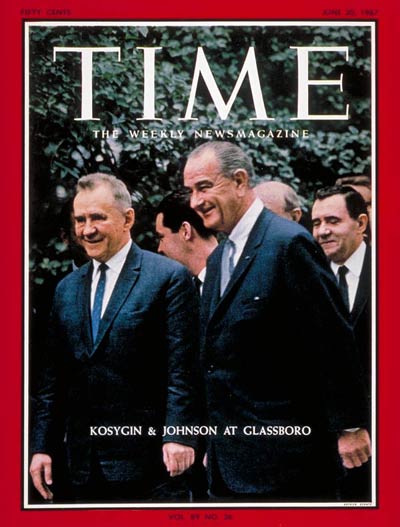 FIFTY CENTS
JUNE 30, 1967
TIME
THE WEEKLY NEWSMAGAZINE
KOSYGIN & JOHNSON AT GLASSBORO
VOL. 89 NO. 26